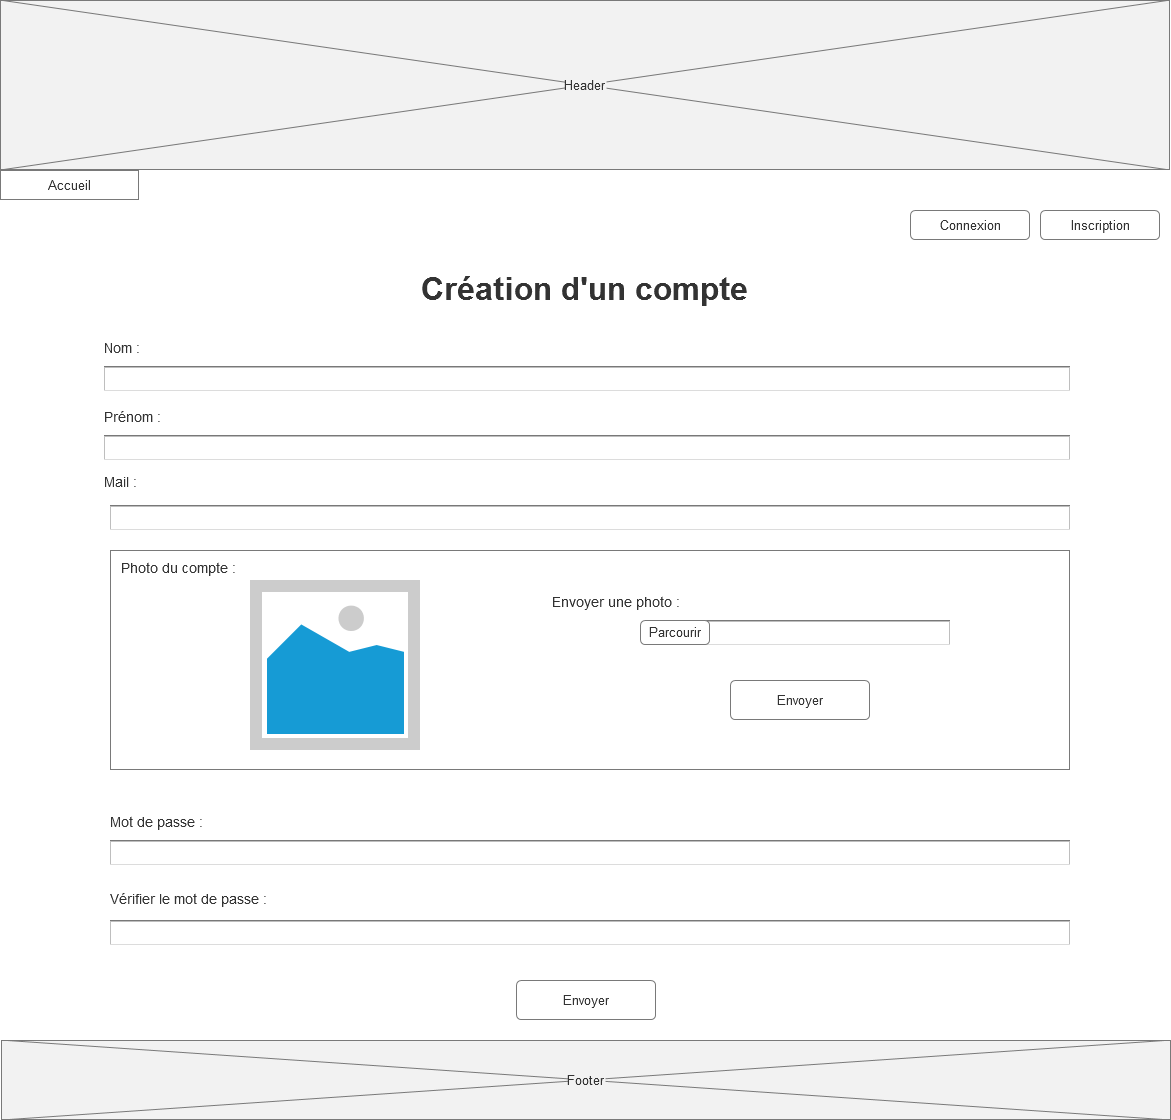 Header
Accueil
Connexion
Inscription
Création d'un compte
Nom :
Prénom :
Mail :
Photo du compte :
Envoyer une photo :
Parcourir
Envoyer
Mot de passe :
Vérifier le mot de passe :
Envoyer
Footer